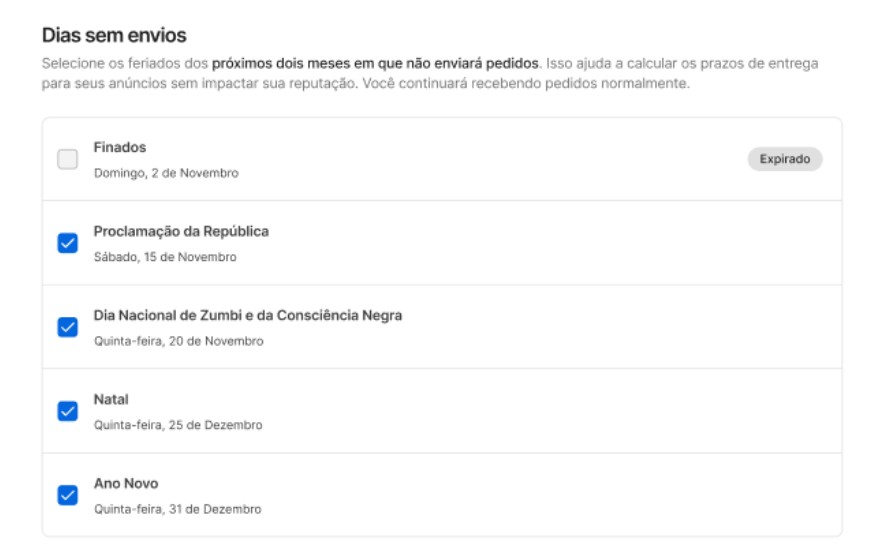 Dias sem envios
Selecione os feriados dos próximos dois meses em que não enviará pedidos. Isso ajuda a calcular os prazos de entrega
para seus anúncios sem impactar sua reputação. Você continuará recebendo pedidos normalmente.
Finados
Domingo, 2 de Novembro
Expirado
Proclamação da República
Sábado, 15 de Novembro
Dia Nacional de Zumbi e da Consciência Negra
Quinta-feira, 20 de Novembro
Natal
Quinta-feira, 25 de Dezembro
Ano Novo
Quinta-feira, 31 de Dezembro